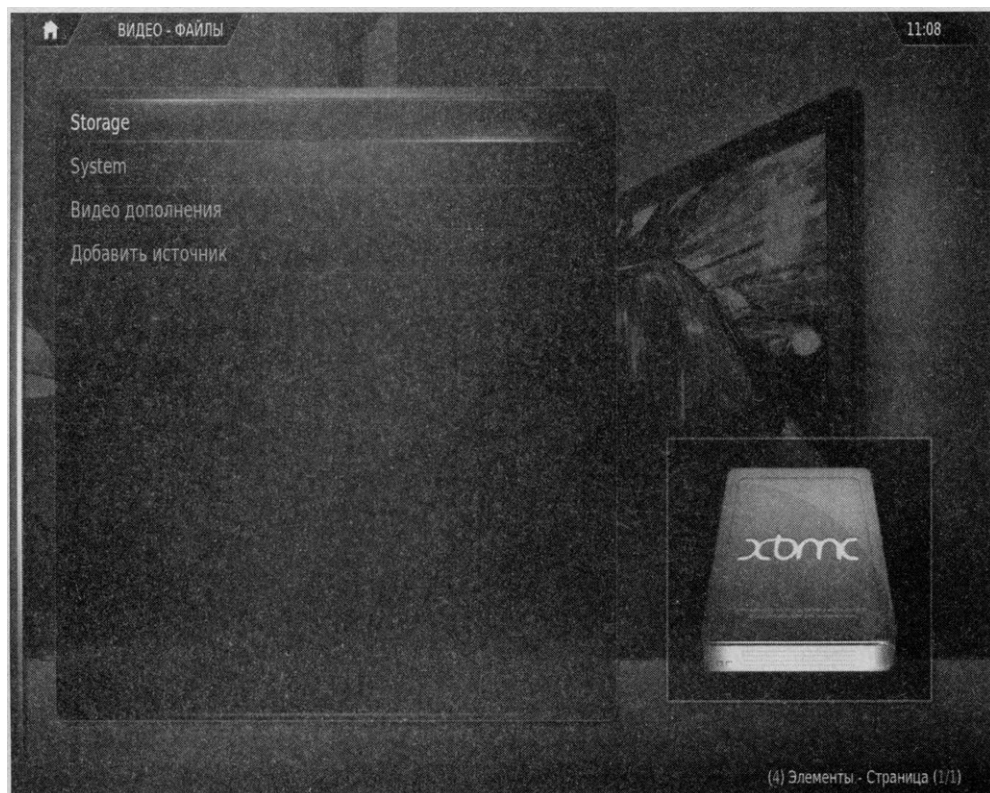 ВИДЕО - ФАЙЛЫ
11:08
Storage
System
Видео дополнения
Добавить источник
xbmc
(4) Элементы - Страница (1/1)